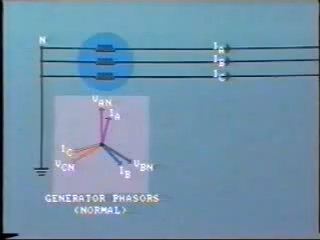 N
IA
IB
IC
VAN
IA
IC
VCN
VBN
IB
GENERATOR PHASORS
(NORMAL)